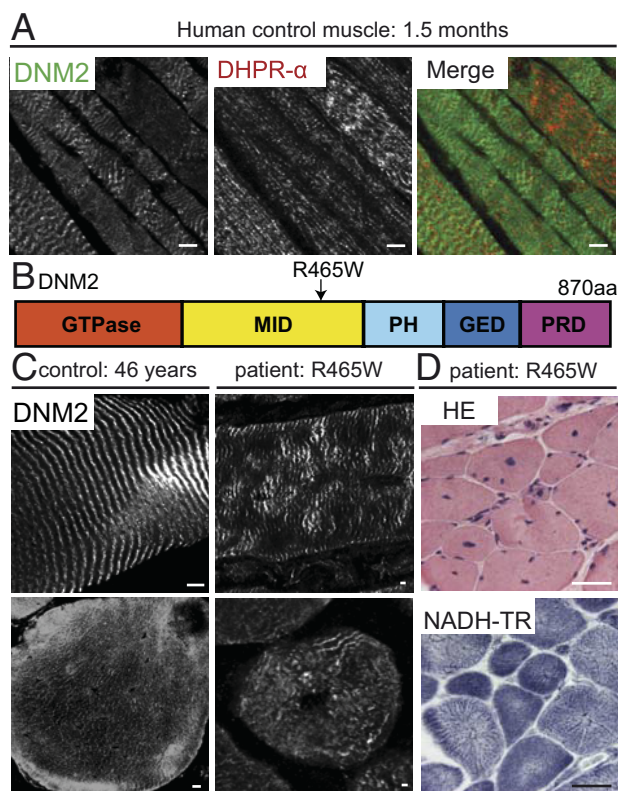 A
Human control muscle: 1.5 months
DNM2
DHPR-α
Merge
B
DNM2
R465W
870aa
GTPase
MID
PH
GED
PRD
C
control: 46 years
patient: R465W
D
patient: R465W
DNM2
HE
NADH-TR